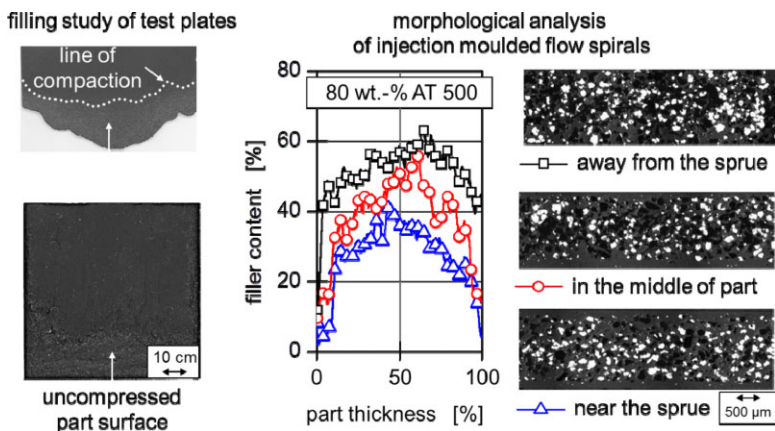 filling study of test plates
line of
compaction
10 cm
uncompressed
part surface
morphological analysis
of injection moulded flow spirals
80
60
40
20
0
filler content [%]
80 wt.-% AT 500
0
50
100
part thickness [%]
away from the sprue
in the middle of part
near the sprue
500 µm